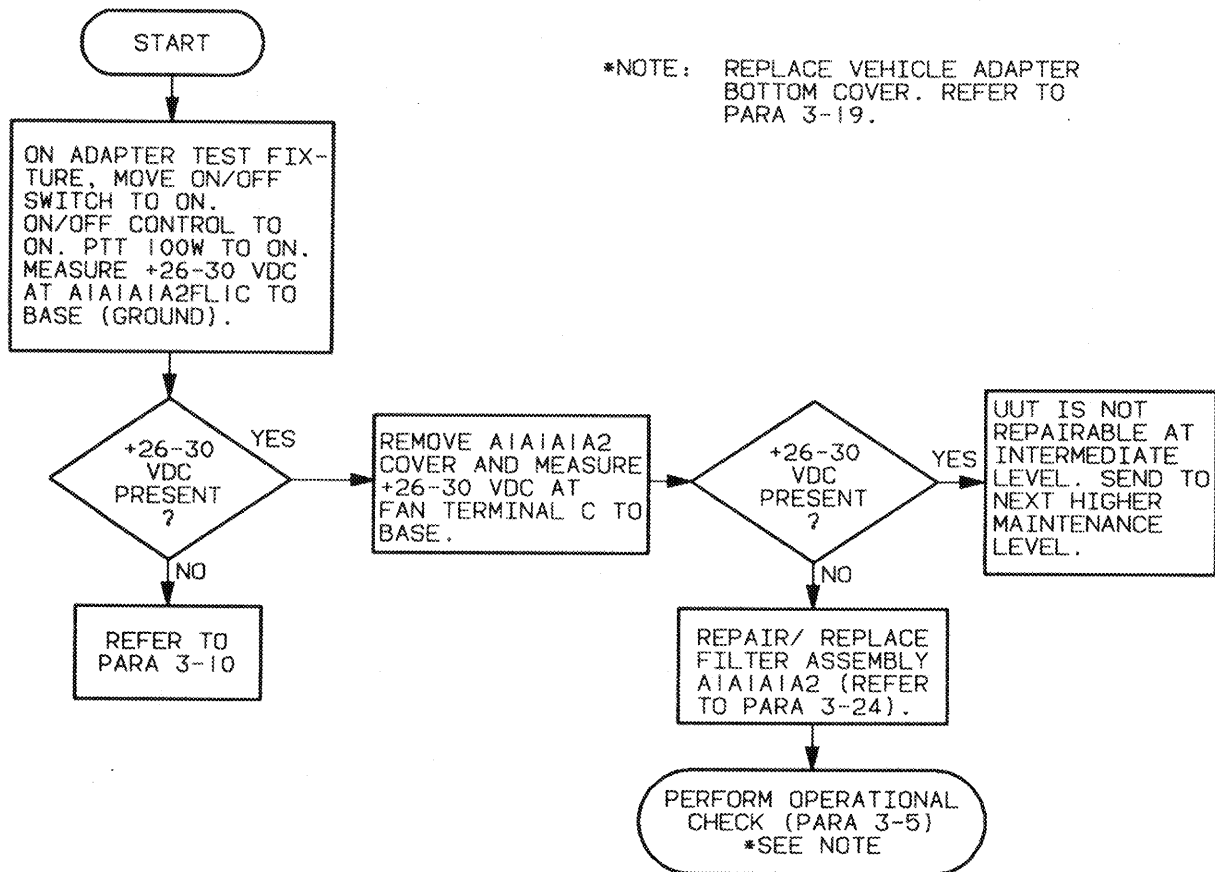 START
*NOTE: REPLACE VEHICLE ADAPTER
BOTTOM COVER. REFER TO
PARA 3-19.
ON ADAPTER TEST FIX-
TURE, MOVE ON/OFF
SWITCH TO ON.
ON/OFF CONTROL TO
ON. PTT 100W TO ON.
MEASURE +26-30 VDC
AT A1A1A1A2FL1C TO
BASE (GROUND).
+26-30
VDC
PRESENT
?
YES
NO
REFER TO
PARA 3-10
REMOVE A1A1A1A2
COVER AND MEASURE
+26-30 VDC AT
FAN TERMINAL C TO
BASE.
+26-30
VDC
PRESENT
?
YES
NO
UUT IS NOT
REPAIRABLE AT
INTERMEDIATE
LEVEL. SEND TO
NEXT HIGHER
MAINTENANCE
LEVEL.
REPAIR/ REPLACE
FILTER ASSEMBLY
A1A1A1A2 (REFER
TO PARA 3-24).
PERFORM OPERATIONAL
CHECK (PARA 3-5)
*SEE NOTE